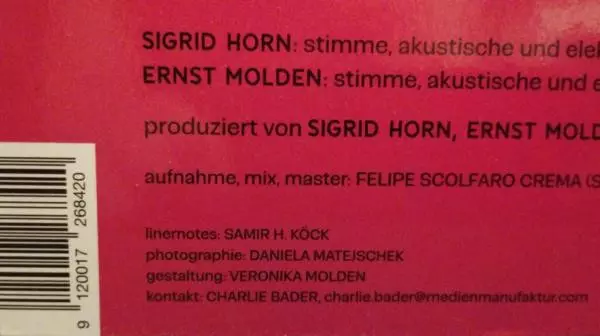 SIGRID HORN: stimme, akustische und ele
ERNST MOLDEN: stimme, akustische und e
produziert von SIGRID HORN, ERNST MOLD
aufnahme, mix, master: FELIPE SCOLFARO CREMA (S
linernotes: SAMIR H. KÖCK
photographie: DANIELA MATEJSCHEK
gestaltung: VERONIKA MOLDEN
kontakt: CHARLIE BADER, charlie.bader@medienmanufaktur.com
9 120017 268420